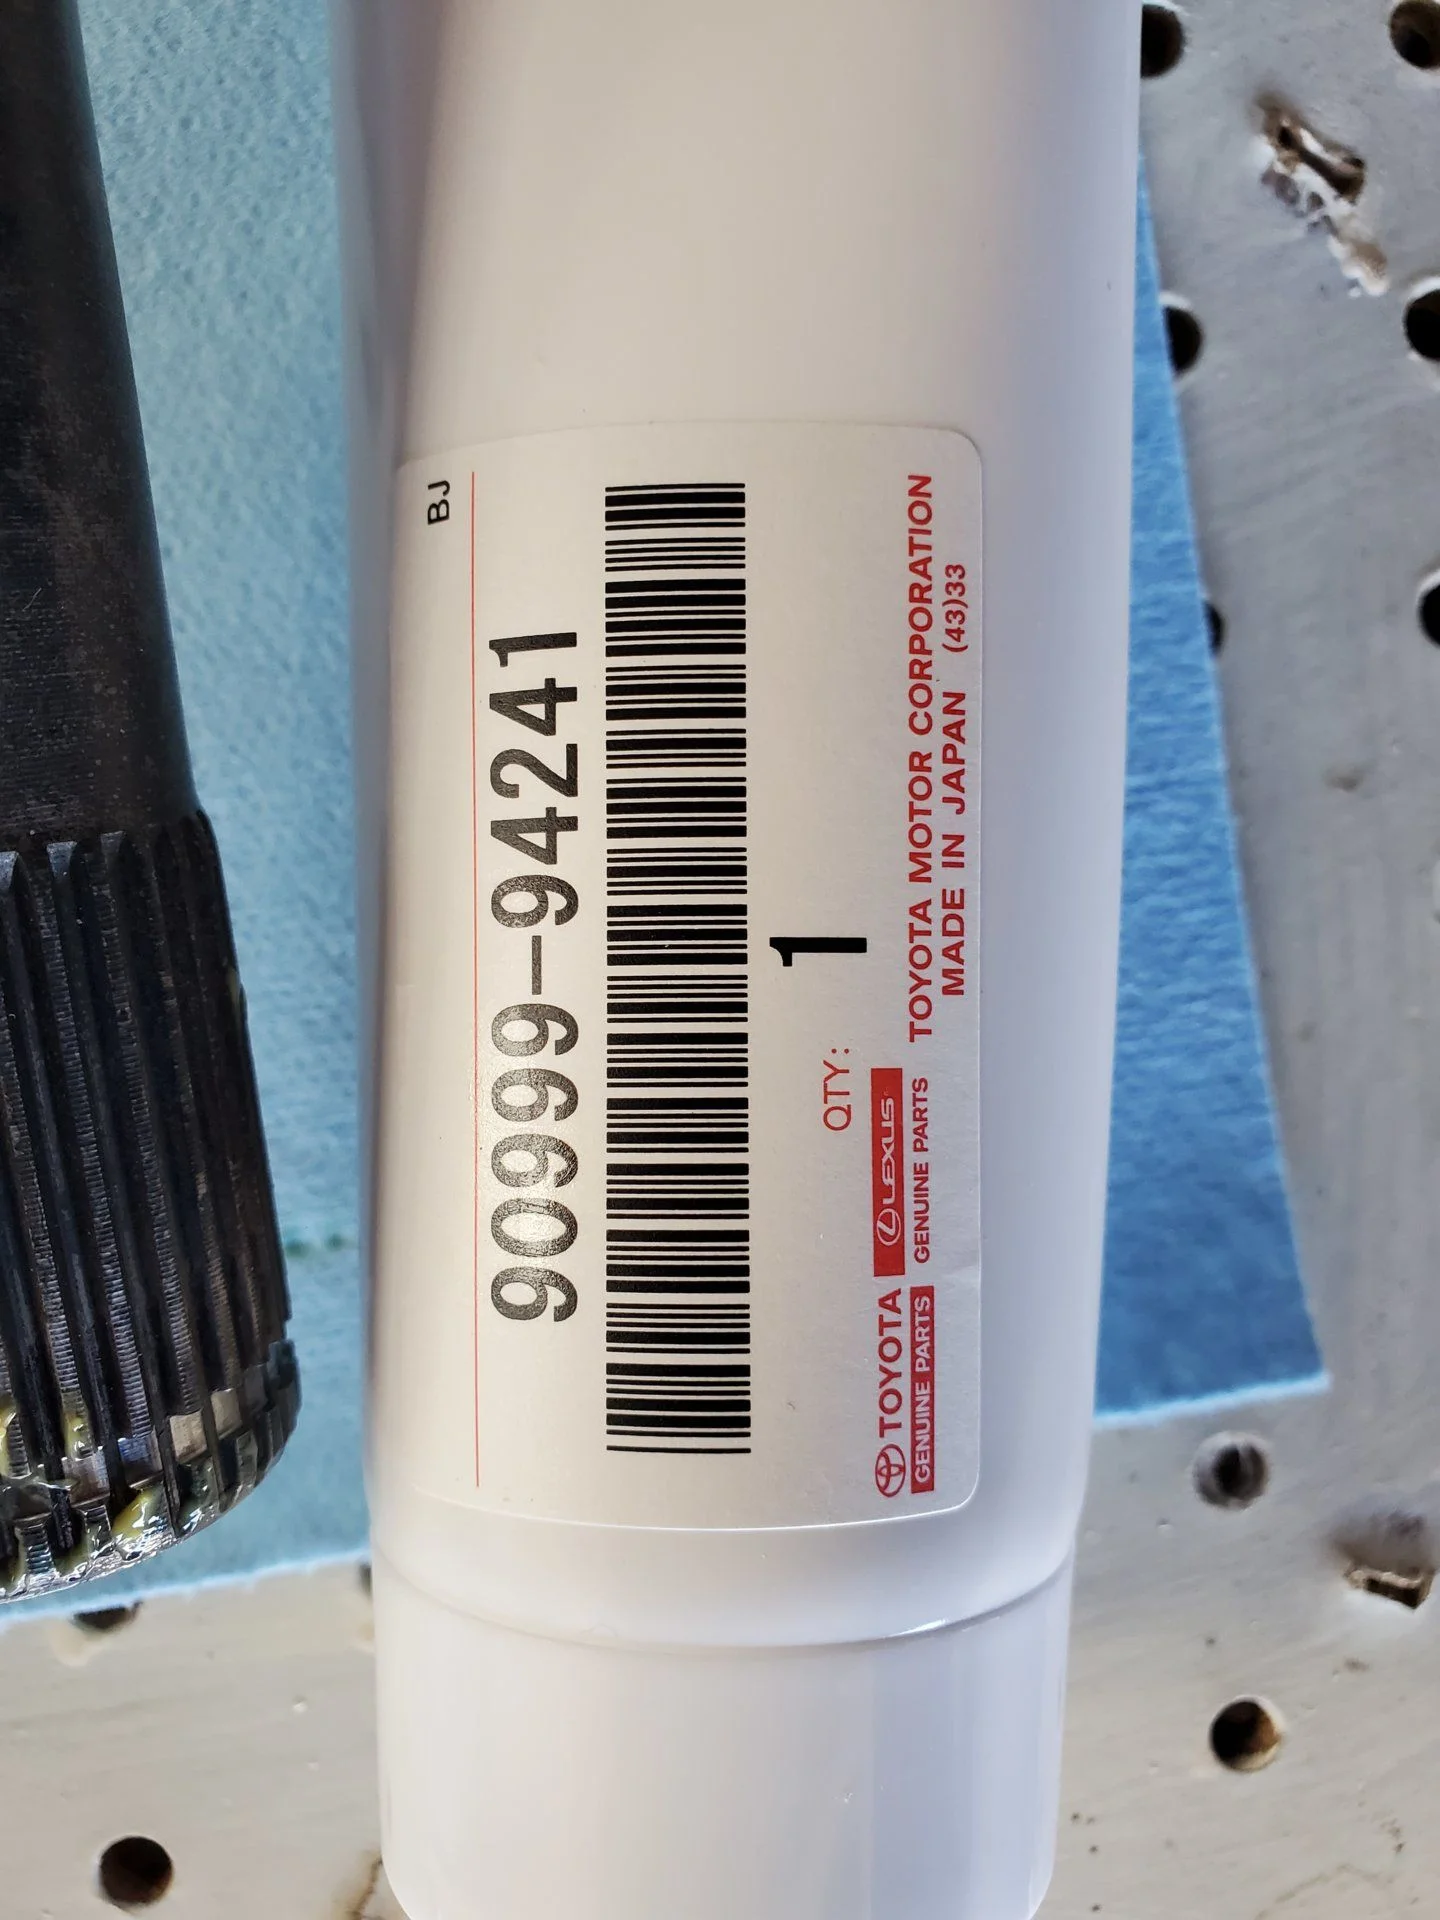 BJ
90999-94241
QTY: 1
TOYOTA LEXUS TOYOTA MOTOR CORPORATION
GENUINE PARTS GENUINE PARTS MADE IN JAPAN (43)33